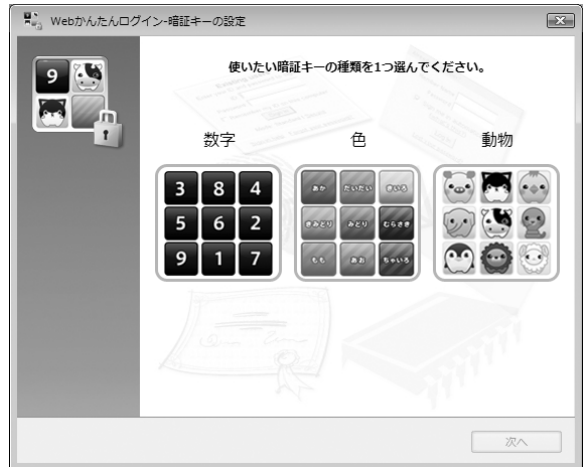 Webかんたんログイン-暗証キーの設定
9
使いたい暗証キーの種類を1つ選んでください。
数字 色 動物
3 8 4 あか だいだい きいろ
5 6 2 きみどり みどり むらさき
9 1 7 もも あお ちゃいろ
次へ